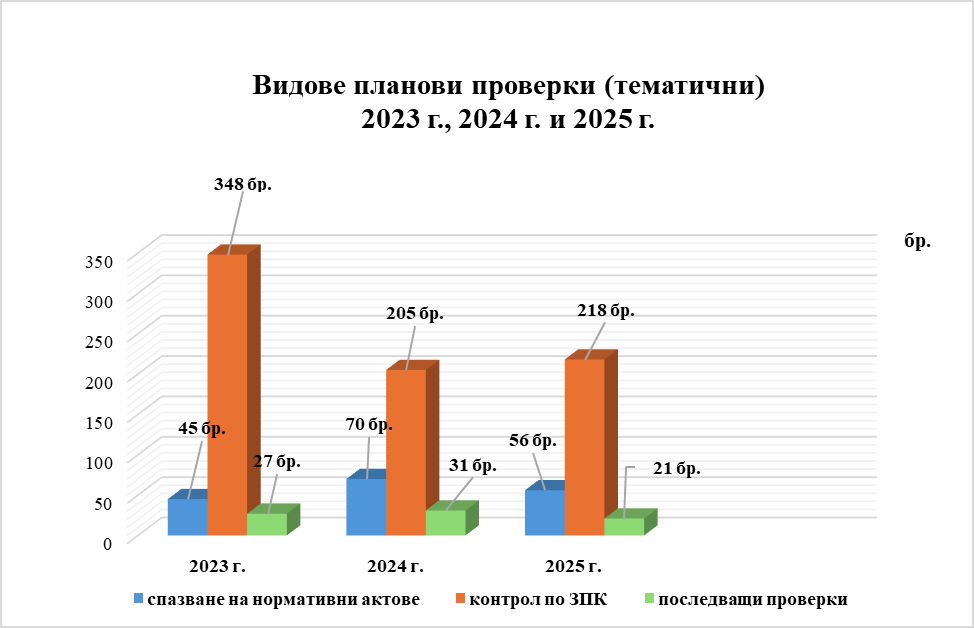 Видове планови проверки (тематични)
2023 г., 2024 г. и 2025 г.
348 бр.
бр.
350
300
250
200
150
100
50
0
205 бр.
218 бр.
45 бр.
27 бр.
70 бр.
31 бр.
56 бр.
21 бр.
2023 г.
2024 г.
2025 г.
спазване на нормативни актове
контрол по ЗПК
последващи проверки